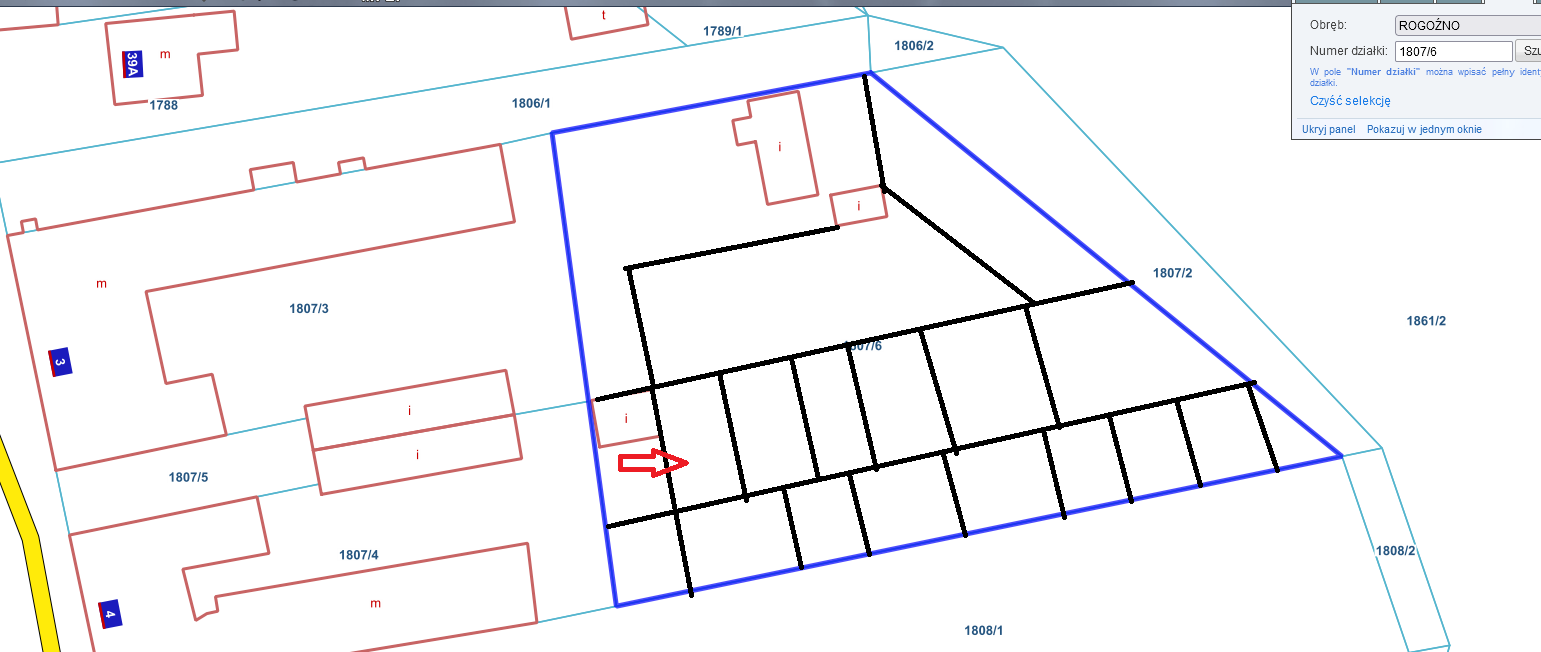 t
1789/1
1806/2
39A
m
1788
1806/1
Obręb:
ROGOŹNO
Numer działki:
1807/6
Szu
W pole "Numer działki" można wpisać pełny ident
działki.
Czyść selekcję
Ukryj panel
Pokazuj w jednym oknie
i
i
1807/2
m
1807/3
1861/2
3
1807/6
i
i
i
1807/5
1807/4
1808/2
m
4
1808/1